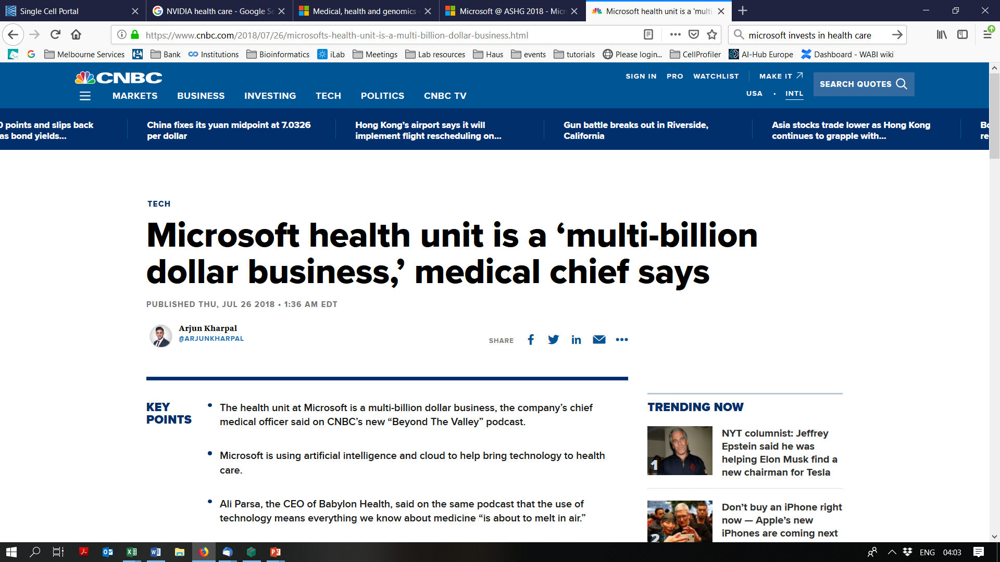 Single Cell Portal
NVIDIA health care - Google Se
Medical, health and genomics -
Microsoft @ ASHG 2018 - Micr
Microsoft health unit is a 'multi
https://www.cnbc.com/2018/07/26/microsofts-health-unit-is-a-multi-billion-dollar-business.html
microsoft invests in health care
Melbourne Services
Bank
Institutions
Bioinformatics
iLab
Meetings
Lab resources
Haus
events
tutorials
Please login...
CellProfiler
AI-Hub Europe
Dashboard - WABI wiki
CNBC
SIGN IN
PRO
WATCHLIST
MAKE IT
USA • INTL
SEARCH QUOTES
MARKETS
BUSINESS
INVESTING
TECH
POLITICS
CNBC TV
0 points and slips back
as bond yields...
China fixes its yuan midpoint at 7.0326
per dollar
Hong Kong’s airport says it will
implement flight rescheduling on...
Gun battle breaks out in Riverside,
California
Asia stocks trade lower as Hong Kong
continues to grapple with...
Bo
re
TECH
Microsoft health unit is a ‘multi-billion
dollar business,’ medical chief says
PUBLISHED THU, JUL 26 2018 • 1:36 AM EDT
Arjun Kharpal
@ARJUNKHARPAL
SHARE
KEY
POINTS
• The health unit at Microsoft is a multi-billion dollar business, the company’s chief
medical officer said on CNBC’s new “Beyond The Valley” podcast.
• Microsoft is using artificial intelligence and cloud to help bring technology to health
care.
• Ali Parsa, the CEO of Babylon Health, said on the same podcast that the use of
technology means everything we know about medicine “is about to melt in air.”
TRENDING NOW
1
NYT columnist: Jeffrey
Epstein said he was
helping Elon Musk find a
new chairman for Tesla
2
Don’t buy an iPhone right
now — Apple’s new
iPhones are coming next
ENG
04:03